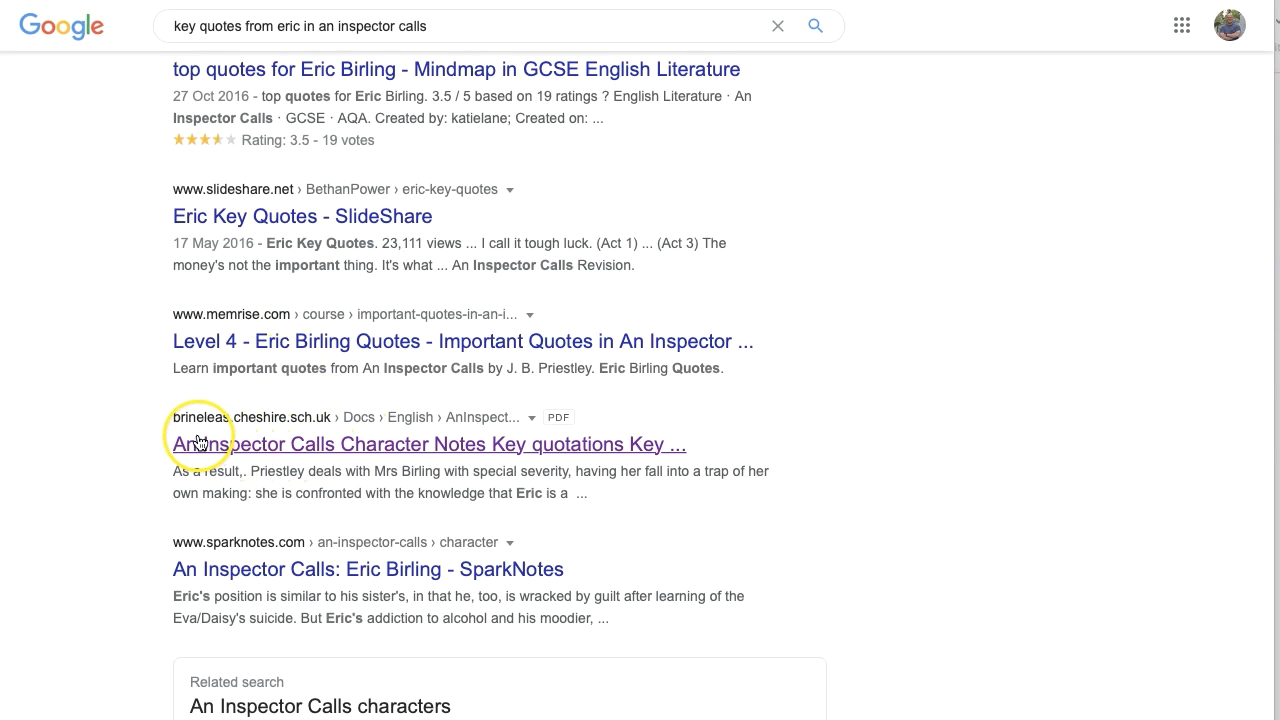 Google
key quotes from eric in an inspector calls
top quotes for Eric Birling - Mindmap in GCSE English Literature
27 Oct 2016 - top quotes for Eric Birling. 3.5 / 5 based on 19 ratings ? English Literature · An
Inspector Calls · GCSE · AQA. Created by: katielane; Created on: ...
Rating: 3.5 - 19 votes
www.slideshare.net › BethanPower › eric-key-quotes
Eric Key Quotes - SlideShare
17 May 2016 - Eric Key Quotes. 23,111 views ... I call it tough luck. (Act 1) ... (Act 3) The
money's not the important thing. It's what ... An Inspector Calls Revision.
www.memrise.com › course › important-quotes-in-an-i...
Level 4 - Eric Birling Quotes - Important Quotes in An Inspector ...
Learn important quotes from An Inspector Calls by J. B. Priestley. Eric Birling Quotes.
brineleas.cheshire.sch.uk › Docs › English › AnInspect... PDF
An Inspector Calls Character Notes Key quotations Key ...
As a result,. Priestley deals with Mrs Birling with special severity, having her fall into a trap of her
own making: she is confronted with the knowledge that Eric is a ...
www.sparknotes.com › an-inspector-calls › character
An Inspector Calls: Eric Birling - SparkNotes
Eric's position is similar to his sister's, in that he, too, is wracked by guilt after learning of the
Eva/Daisy's suicide. But Eric's addiction to alcohol and his moodier, ...
Related search
An Inspector Calls characters